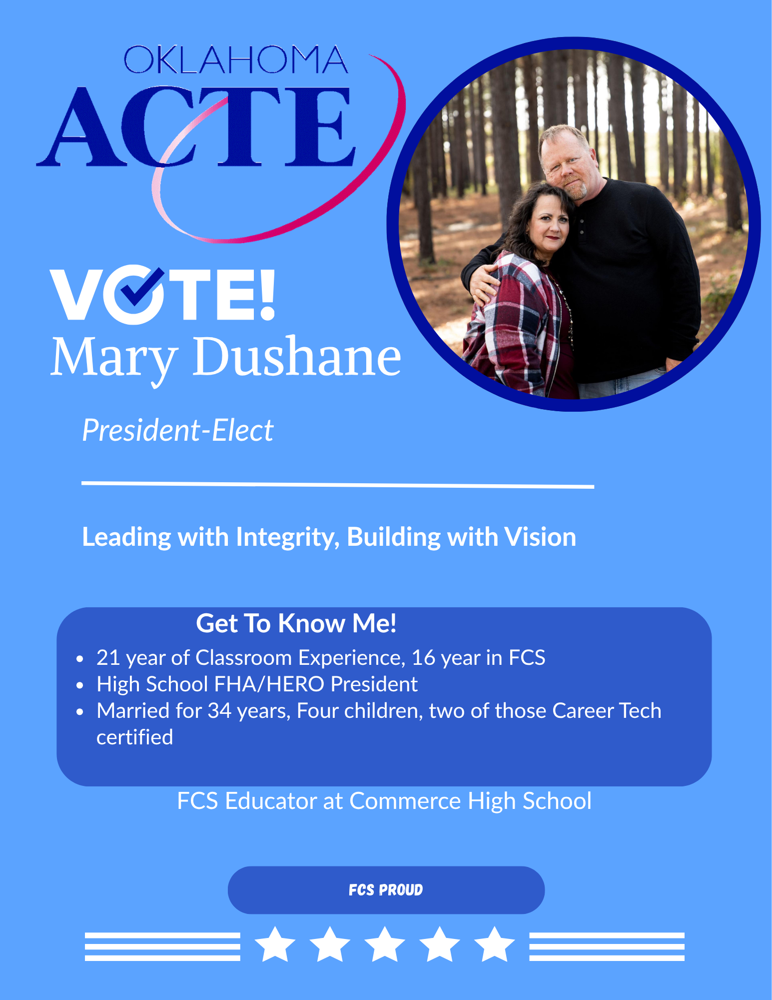 OKLAHOMA
ACTE
VOTE!
Mary Dushane
President-Elect
Leading with Integrity, Building with Vision
Get To Know Me!
• 21 year of Classroom Experience, 16 year in FCS
• High School FHA/HERO President
• Married for 34 years, Four children, two of those Career Tech
certified
FCS Educator at Commerce High School
FCS PROUD